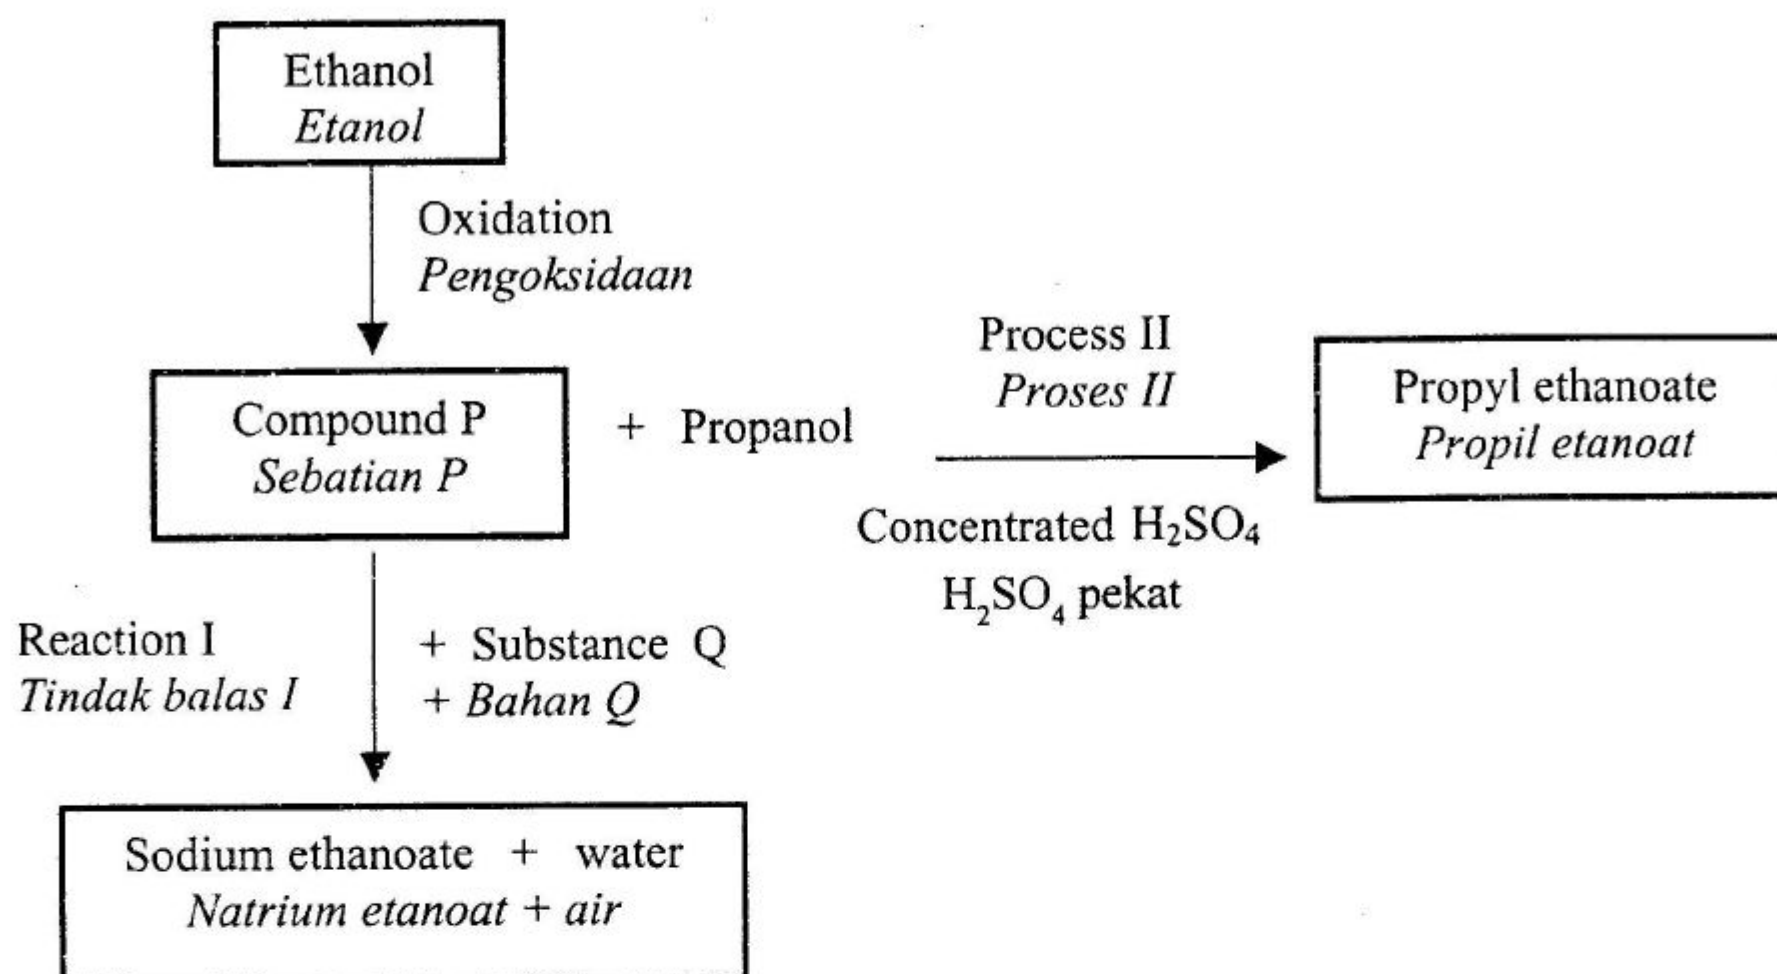 Ethanol
Etanol
Oxidation
Pengoksidaan
Compound P
Sebatian P
+ Propanol
Process II
Proses II
Concentrated H₂SO₄
H₂SO₄ pekat
Propyl ethanoate
Propil etanoat
Reaction I
Tindak balas I
+ Substance Q
+ Bahan Q
Sodium ethanoate + water
Natrium etanoat + air